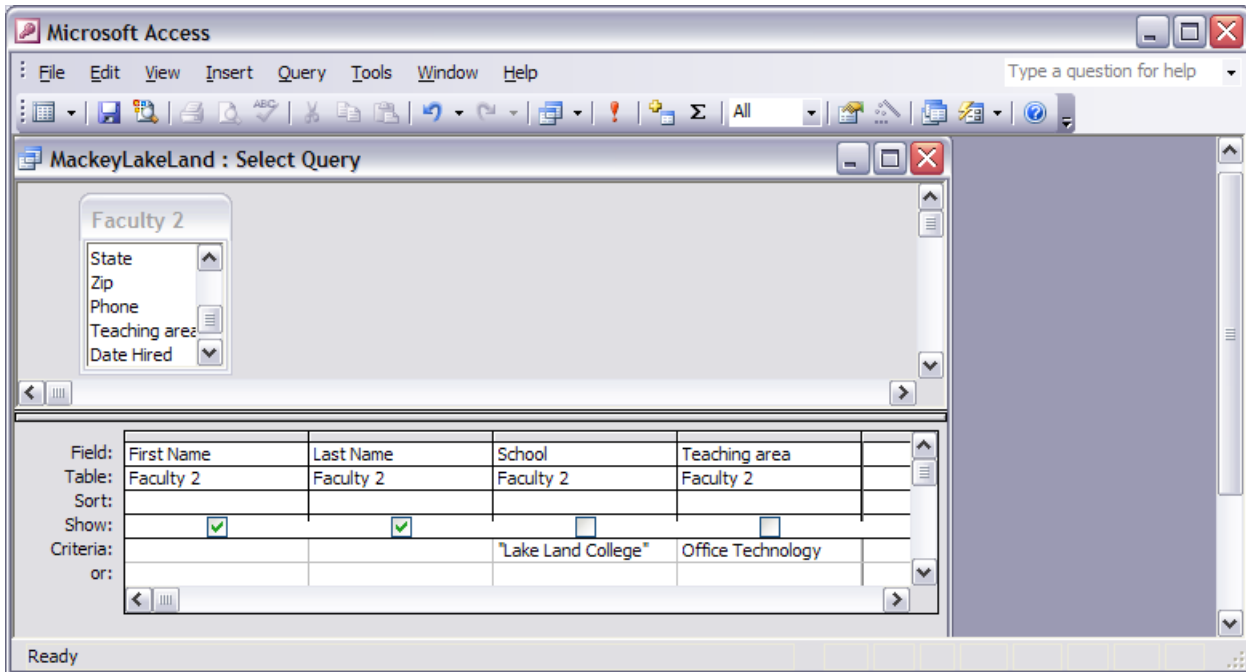 Microsoft Access
File Edit View Insert Query Tools Window Help Type a question for help
ABC Σ All
MackeyLakeLand : Select Query
Faculty 2
State
Zip
Phone
Teaching area
Date Hired
Field: First Name Last Name School Teaching area
Table: Faculty 2 Faculty 2 Faculty 2 Faculty 2
Sort:
Show:
Criteria: "Lake Land College" Office Technology
or:
Ready